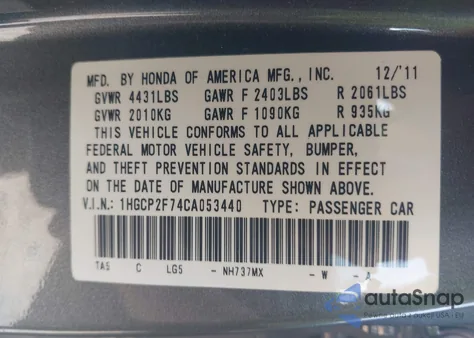 MFD. BY HONDA OF AMERICA MFG., INC. 12/'11
GVWR 4431LBS GAWR F 2403LBS R 2061LBS
GVWR 2010KG GAWR F 1090KG R 935KG
THIS VEHICLE CONFORMS TO ALL APPLICABLE
FEDERAL MOTOR VEHICLE SAFETY, BUMPER,
AND THEFT PREVENTION STANDARDS IN EFFECT
ON THE DATE OF MANUFACTURE SHOWN ABOVE.
V.I.N.: 1HGCP2F74CA053440 TYPE: PASSENGER CAR
TA5 C LG5 - NH737MX - W - A
autoSnap